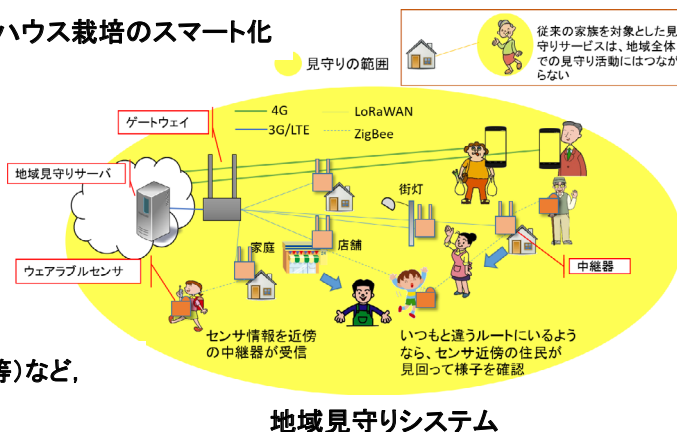 ハウス栽培のスマート化
見守りの範囲
従来の家族を対象とした見
守りサービスは、地域全体
での見守り活動にはつなが
らない
4G
LoRaWAN
3G/LTE
ZigBee
ゲートウェイ
地域見守りサーバ
街灯
家庭
店舗
ウェアラブルセンサ
中継器
センサ情報を近傍
の中継器が受信
いつもと違うルートにいるよう
なら、センサ近傍の住民が
見回って様子を確認
等)など,
地域見守りシステム